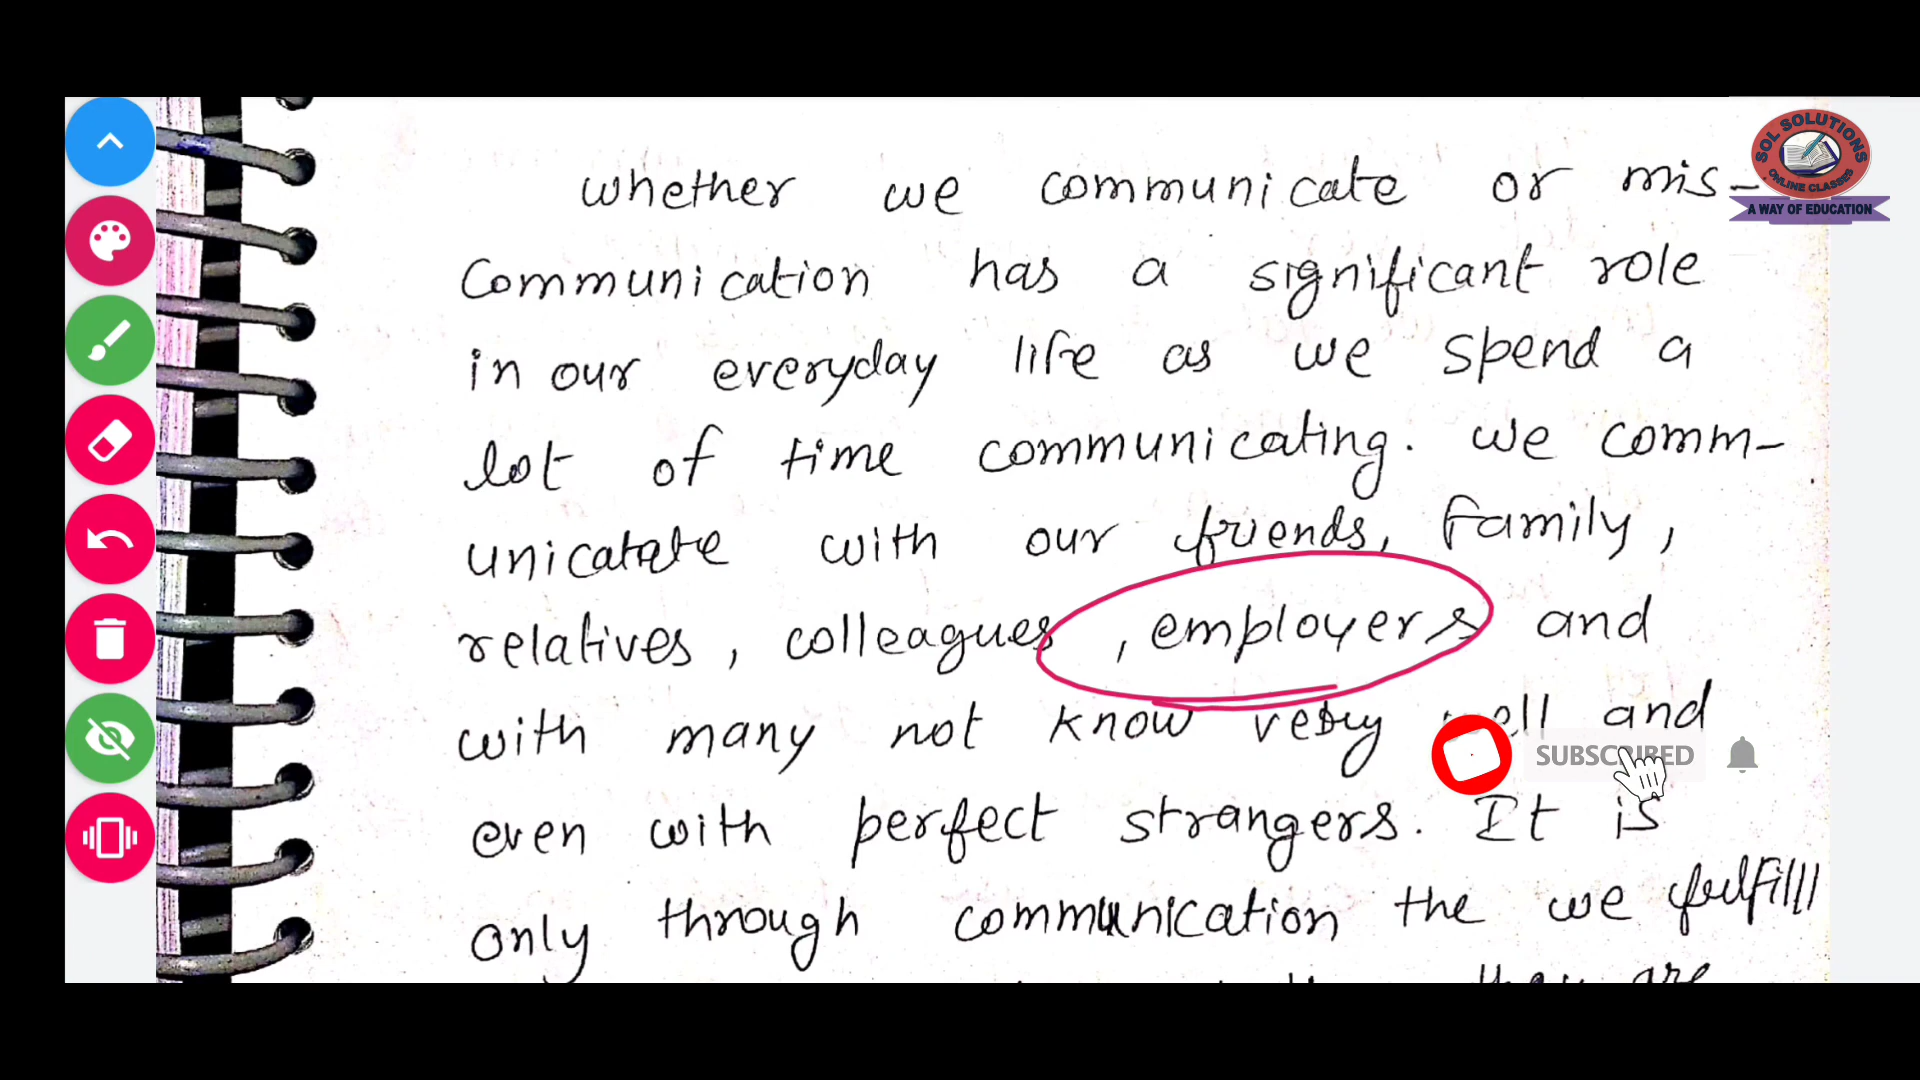 SOL SOLUTIONS
ONLINE CLASSES
A WAY OF EDUCATION
whether we communicate or mis-
communication has a significant role
in our everyday life as we spend a
lot of time communicating. we comm-
unicatate with our friends, Family,
relatives, colleagues , employers and
with many not know very well and
SUBSCRIBED
even with perfect strangers. It is
only through communication the we fulfilll
they are